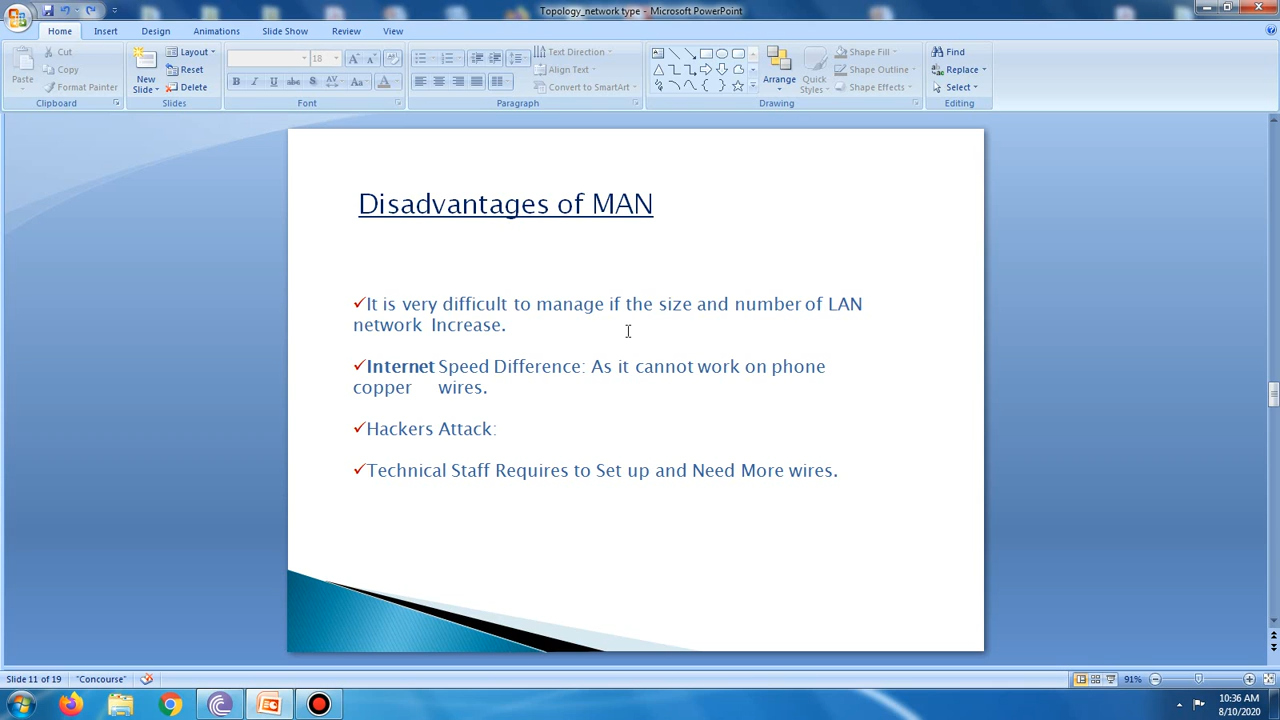 Topology_network type - Microsoft PowerPoint
Home Insert Design Animations Slide Show Review View
Paste
Cut
Copy
Format Painter
Clipboard
New Slide
Layout
Reset
Delete
Slides
18
B I U abc S AV Aa A
Font
Text Direction
Align Text
Convert to SmartArt
Paragraph
Arrange
Quick Styles
Shape Fill
Shape Outline
Shape Effects
Drawing
Find
Replace
Select
Editing
Disadvantages of MAN
It is very difficult to manage if the size and number of LAN
network Increase.
Internet Speed Difference: As it cannot work on phone
copper wires.
Hackers Attack:
Technical Staff Requires to Set up and Need More wires.
Slide 11 of 19 "Concourse" 91%
10:36 AM
8/10/2020